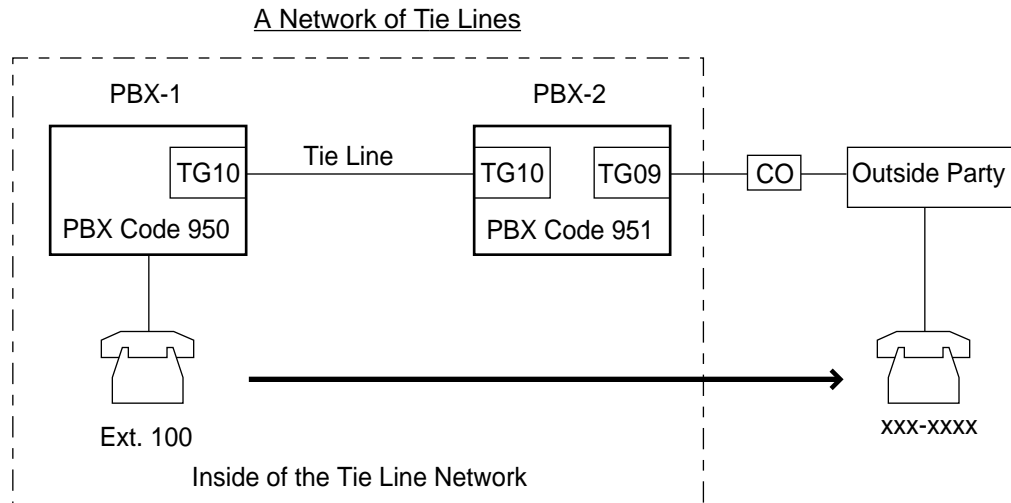 A Network of Tie Lines
PBX-1
PBX-2
TG10
Tie Line
TG10
TG09
CO
Outside Party
PBX Code 950
PBX Code 951
Ext. 100
xxx-xxxx
Inside of the Tie Line Network